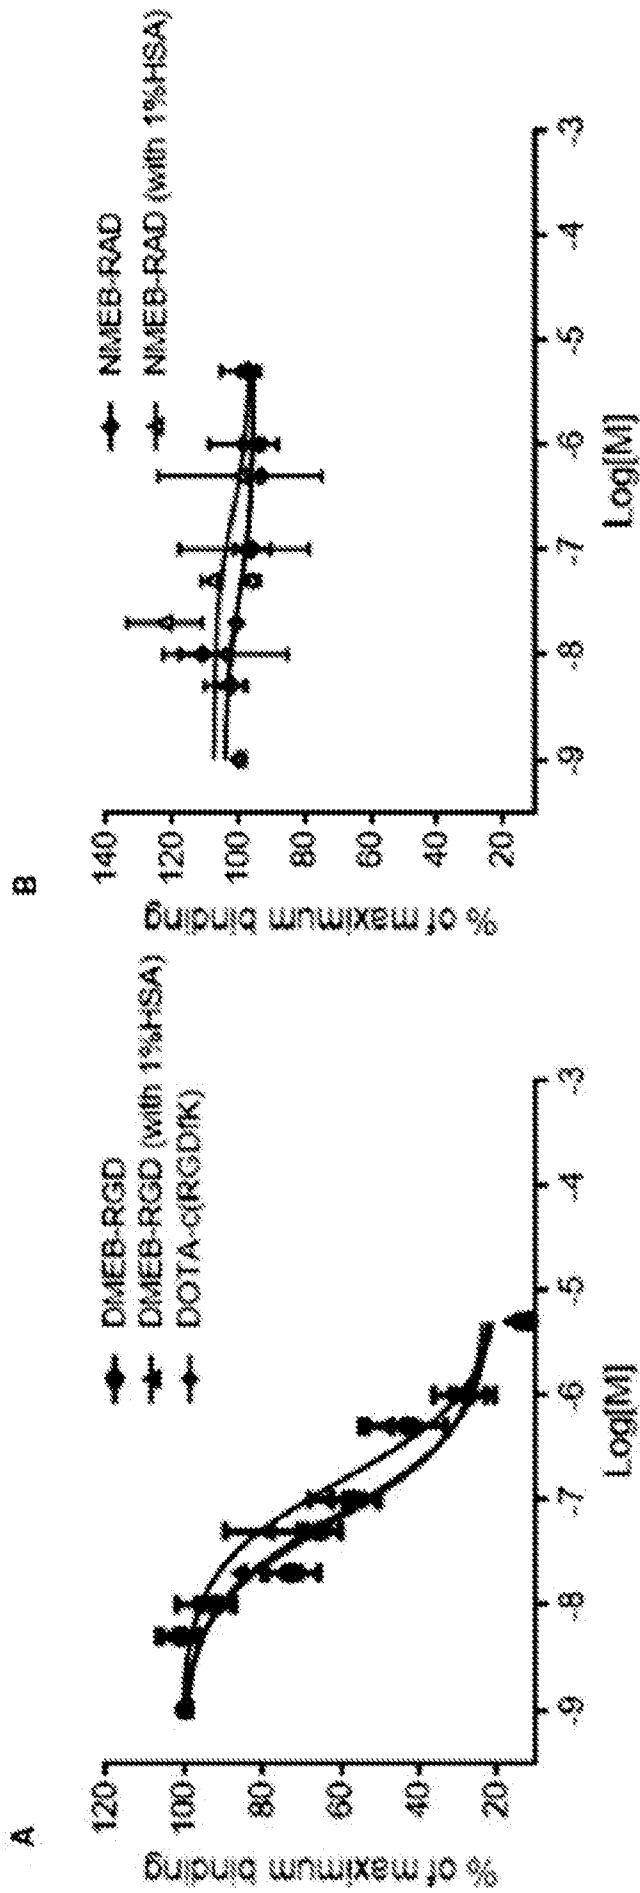 A
% of maximum binding
120
100
80
60
40
20
-9
-8
-7
-6
-5
-4
-3
Log[M]
DMEB-RGD
DMEB-RGD (with 1%HSA)
DOTA-c(RGDfK)
B
% of maximum binding
140
120
100
80
60
40
20
-9
-8
-7
-6
-5
-4
-3
Log[M]
NMEB-RAD
NMEB-RAD (with 1%HSA)